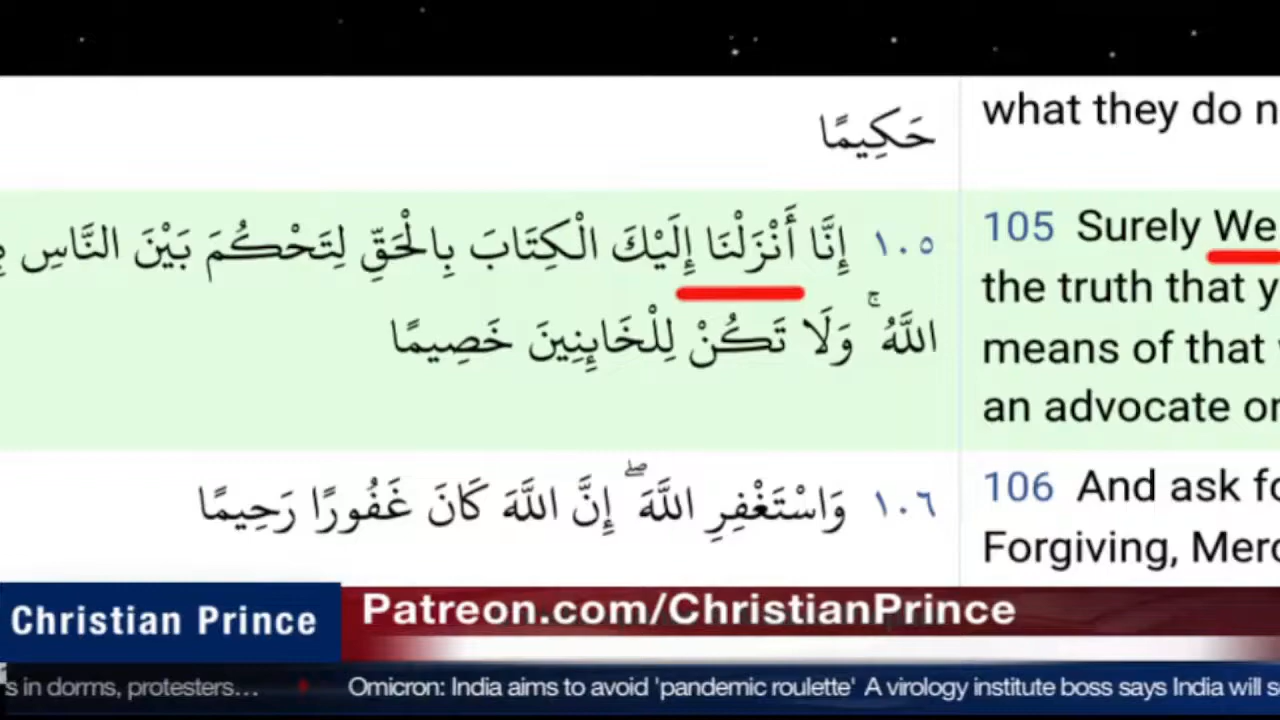 حَكِيمًا
١٠٥ إِنَّا أَنْزَلْنَا إِلَيْكَ الْكِتَابَ بِالْحَقِّ لِتَحْكُمَ بَيْنَ النَّاسِ
اللَّهُ ۚ وَلَا تَكُنْ لِلْخَائِنِينَ خَصِيمًا
١٠٦ وَاسْتَغْفِرِ اللَّهَ ۖ إِنَّ اللَّهَ كَانَ غَفُورًا رَحِيمًا
what they do
105 Surely We
the truth that
means of that
an advocate
106 And ask
Forgiving,
Christian Prince
Patreon.com/ChristianPrince
s in dorms, protesters... Omicron: India aims to avoid 'pandemic roulette' A virology institute boss says India will